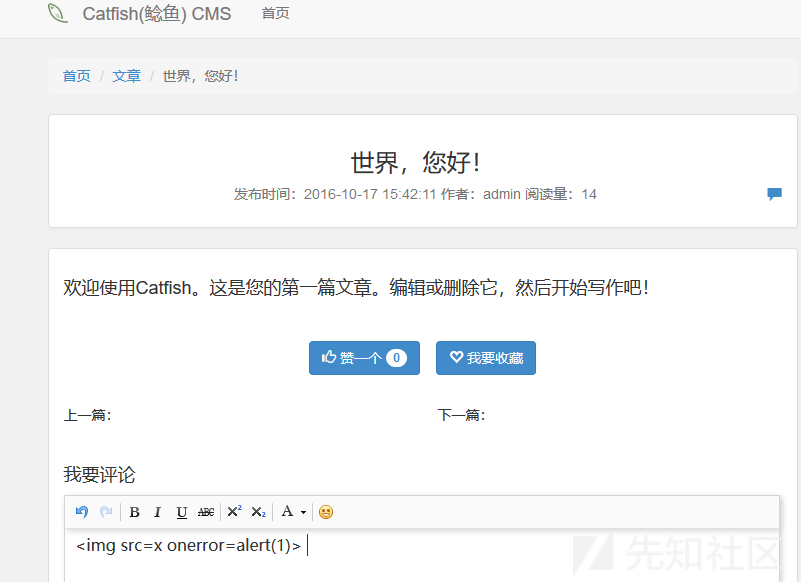 Catfish(鲶鱼) CMS 首页
首页 / 文章 / 世界，您好！
世界，您好！
发布时间：2016-10-17 15:42:11 作者：admin 阅读量：14
欢迎使用Catfish。这是您的第一篇文章。编辑或删除它，然后开始写作吧！
赞一个 0 我要收藏
上一篇： 下一篇：
我要评论
B I U ABC X² X₂ A
<img src=x onerror=alert(1)>
先知社区